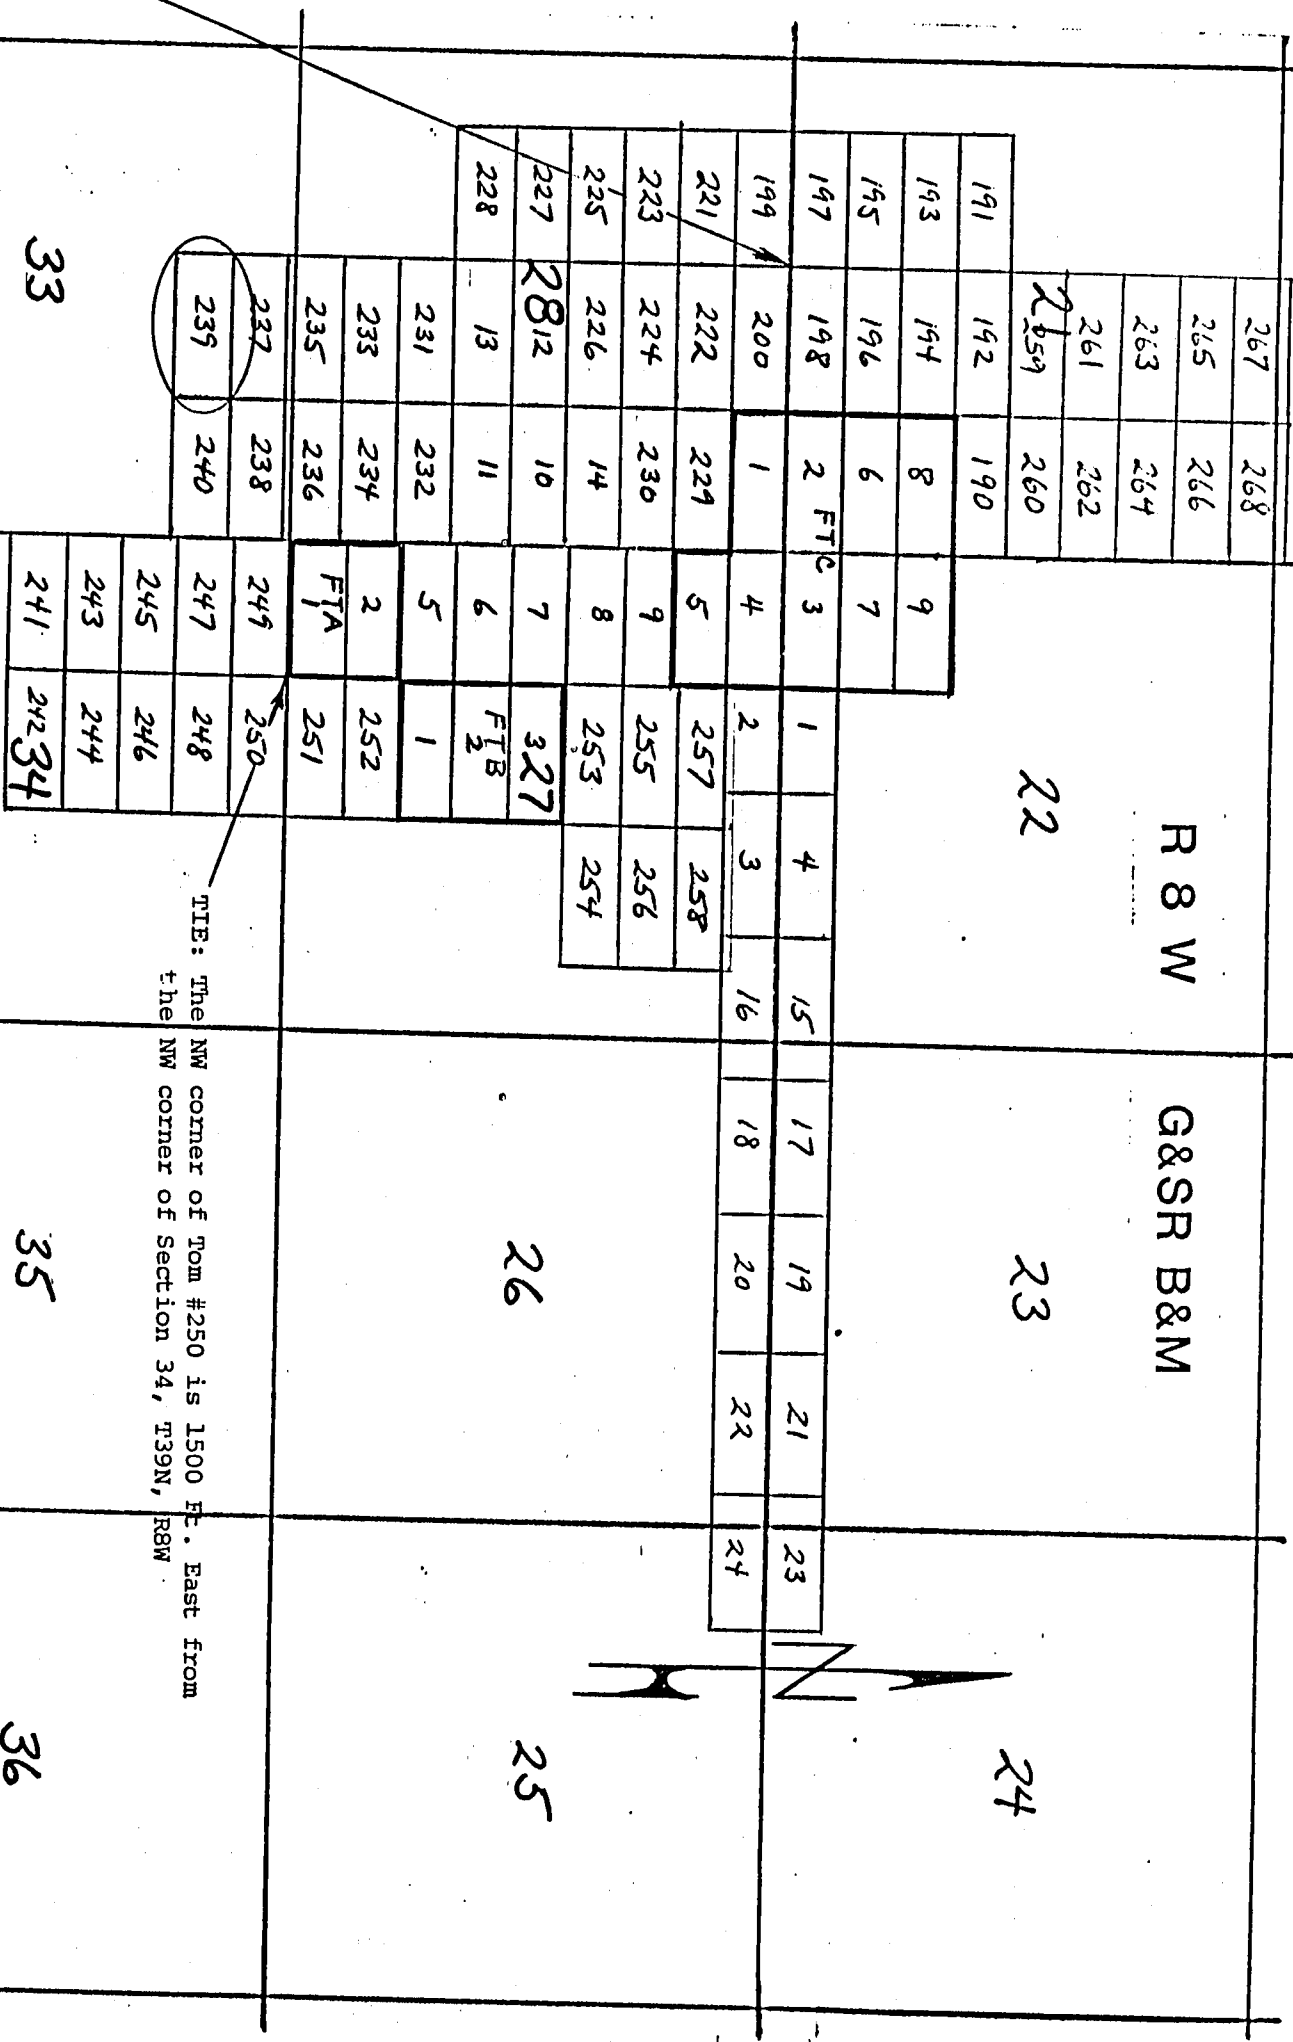 R 8 W G&SR B&M
267 268
265 266
263 264
261 262
21 259 260
22 23 24
191 192 190
193 194 8 9
195 196 6 7
197 198 2 FTC 3 1 4 15 17 19 21 23
199 200 1 4 2 3 16 18 20 22 24
N
221 222 229 5 257 258
223 224 230 9 255 256
225 226 14 8 253 254
227 28 12 10 7 3 27
26 25
228 13 11 6 FTB 2
231 232 5 1
233 234 2 252
235 236 FTA 1 251
237 238 249 250
239 240 247 248
TIE: The NW corner of Tom #250 is 1500 Ft. East from
the NW corner of Section 34, T39N, R8W
245 246
243 244
33 241 242 34 35 36